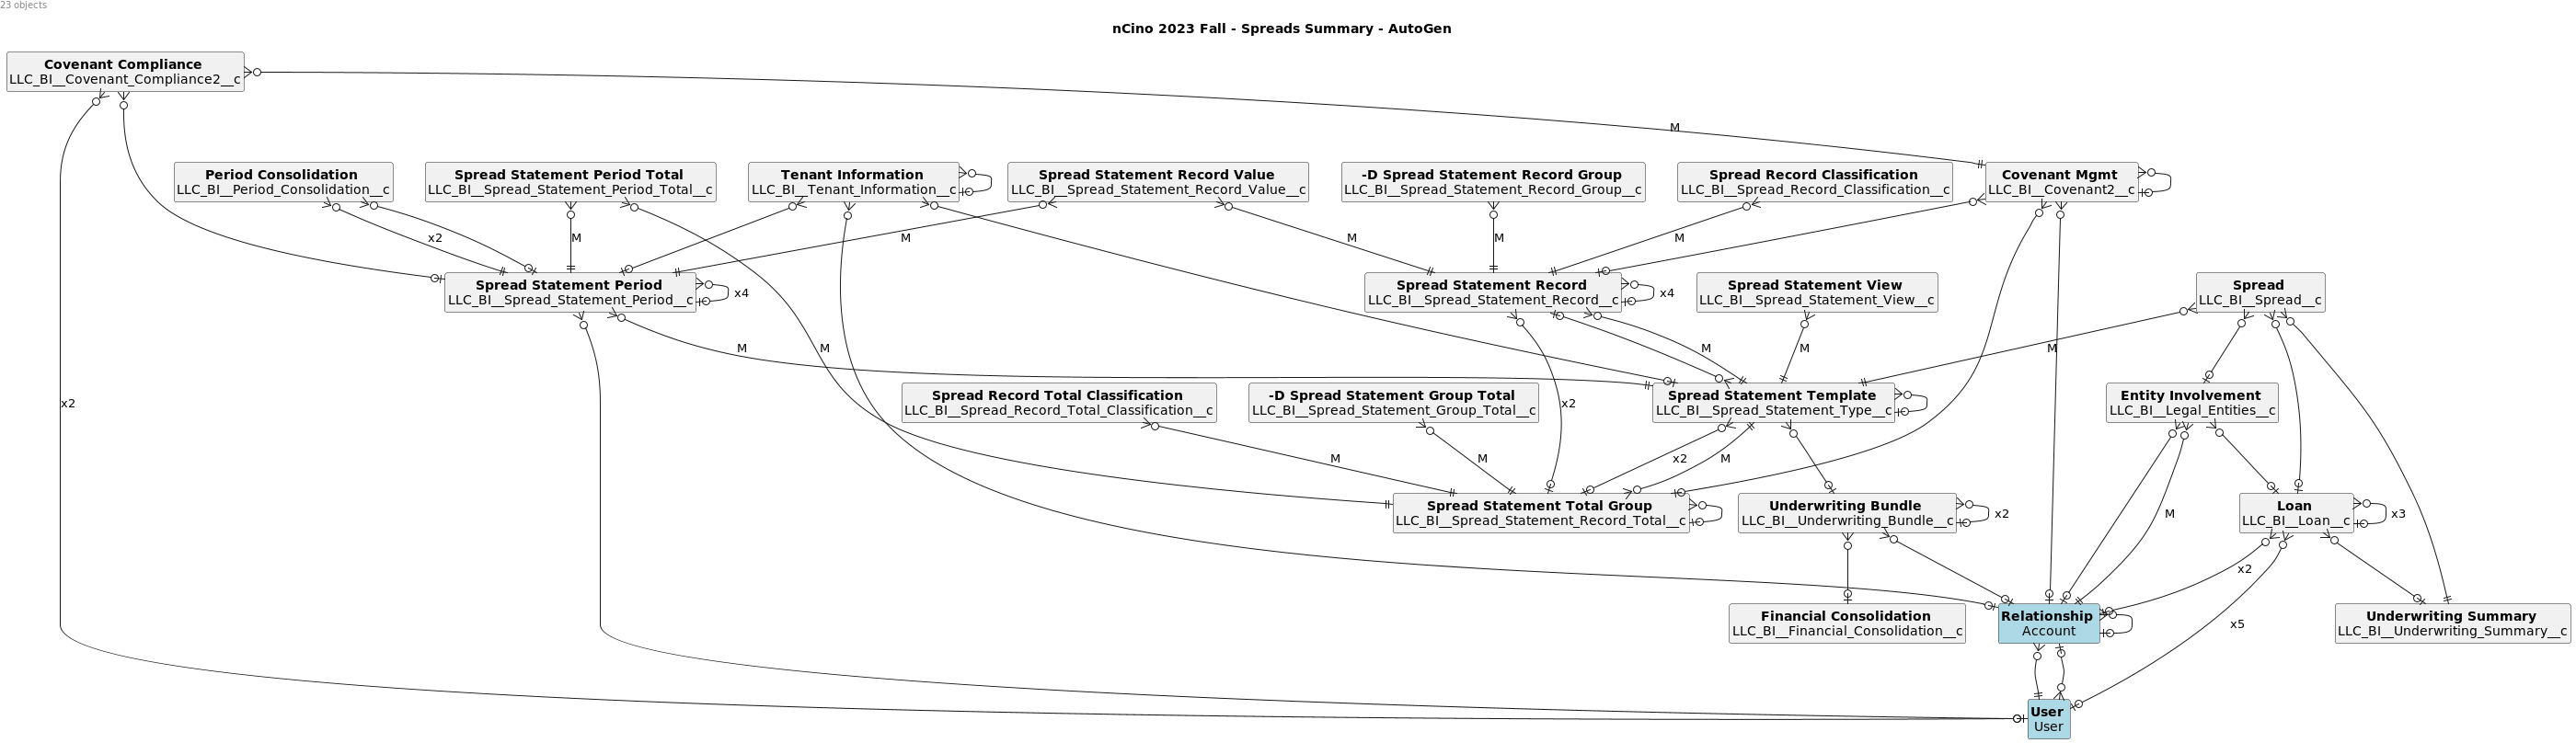 23 objects
nCino 2023 Fall - Spreads Summary - AutoGen
Covenant Compliance
LLC_BI__Covenant_Compliance2__c
M
Period Consolidation
LLC_BI__Period_Consolidation__c
Spread Statement Period Total
LLC_BI__Spread_Statement_Period_Total__c
Tenant Information
LLC_BI__Tenant_Information__c
Spread Statement Record Value
LLC_BI__Spread_Statement_Record_Value__c
-D Spread Statement Record Group
LLC_BI__Spread_Statement_Record_Group__c
Spread Record Classification
LLC_BI__Spread_Record_Classification__c
Covenant Mgmt
LLC_BI__Covenant2__c
x2
M
M
M
M
M
Spread Statement Period
LLC_BI__Spread_Statement_Period__c
x4
Spread Statement Record
LLC_BI__Spread_Statement_Record__c
x4
Spread Statement View
LLC_BI__Spread_Statement_View__c
Spread
LLC_BI__Spread__c
M
M
M
M
M
x2
Spread Record Total Classification
LLC_BI__Spread_Record_Total_Classification__c
-D Spread Statement Group Total
LLC_BI__Spread_Statement_Group_Total__c
x2
Spread Statement Template
LLC_BI__Spread_Statement_Type__c
Entity Involvement
LLC_BI__Legal_Entities__c
M
M
x2
M
Spread Statement Total Group
LLC_BI__Spread_Statement_Record_Total__c
Underwriting Bundle
LLC_BI__Underwriting_Bundle__c
x2
M
Loan
LLC_BI__Loan__c
x3
x2
Financial Consolidation
LLC_BI__Financial_Consolidation__c
Relationship
Account
x5
Underwriting Summary
LLC_BI__Underwriting_Summary__c
User
User